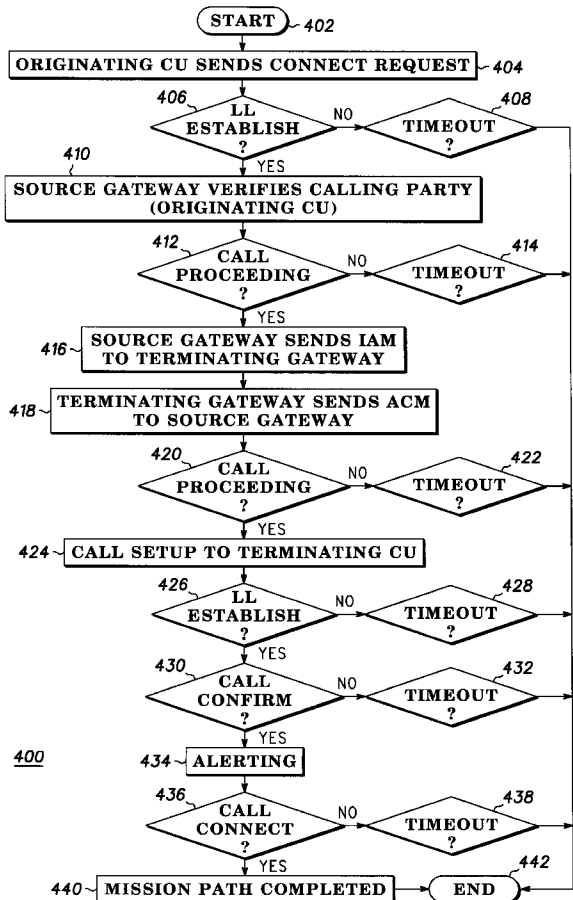 START
402
ORIGINATING CU SENDS CONNECT REQUEST
404
406
LL
ESTABLISH
?
NO
408
TIMEOUT
?
YES
410
SOURCE GATEWAY VERIFIES CALLING PARTY
(ORIGINATING CU)
412
CALL
PROCEEDING
?
NO
414
TIMEOUT
?
YES
416
SOURCE GATEWAY SENDS IAM
TO TERMINATING GATEWAY
418
TERMINATING GATEWAY SENDS ACM
TO SOURCE GATEWAY
420
CALL
PROCEEDING
?
NO
422
TIMEOUT
?
YES
424
CALL SETUP TO TERMINATING CU
426
LL
ESTABLISH
?
NO
428
TIMEOUT
?
YES
430
CALL
CONFIRM
?
NO
432
TIMEOUT
?
YES
400
434
ALERTING
436
CALL
CONNECT
?
NO
438
TIMEOUT
?
YES
440
MISSION PATH COMPLETED
442
END